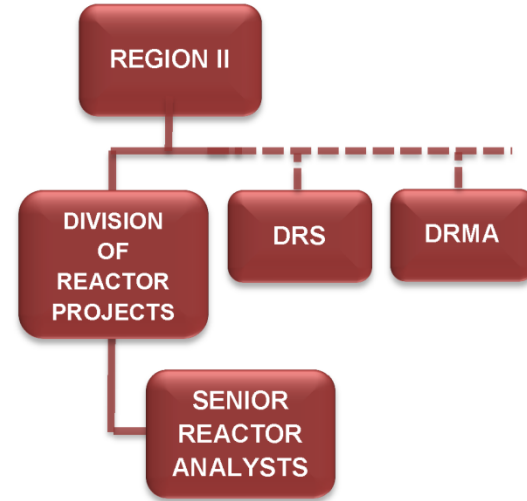 REGION II
DIVISION
OF
REACTOR
PROJECTS
DRS
DRMA
SENIOR
REACTOR
ANALYSTS